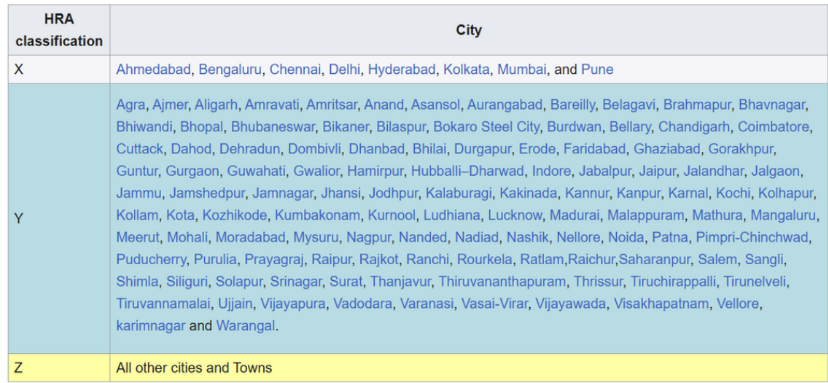 HRA
classification
City
X
Ahmedabad, Bengaluru, Chennai, Delhi, Hyderabad, Kolkata, Mumbai, and Pune
Y
Agra, Ajmer, Aligarh, Amravati, Amritsar, Anand, Asansol, Aurangabad, Bareilly, Belagavi, Brahmapur, Bhavnagar,
Bhiwandi, Bhopal, Bhubaneswar, Bikaner, Bilaspur, Bokaro Steel City, Burdwan, Bellary, Chandigarh, Coimbatore,
Cuttack, Dahod, Dehradun, Dombivli, Dhanbad, Bhilai, Durgapur, Erode, Faridabad, Ghaziabad, Gorakhpur,
Guntur, Gurgaon, Guwahati, Gwalior, Hamirpur, Hubballi–Dharwad, Indore, Jabalpur, Jaipur, Jalandhar, Jalgaon,
Jammu, Jamshedpur, Jamnagar, Jhansi, Jodhpur, Kalaburagi, Kakinada, Kannur, Kanpur, Karnal, Kochi, Kolhapur,
Kollam, Kota, Kozhikode, Kumbakonam, Kurnool, Ludhiana, Lucknow, Madurai, Malappuram, Mathura, Mangaluru,
Meerut, Mohali, Moradabad, Mysuru, Nagpur, Nanded, Nadiad, Nashik, Nellore, Noida, Patna, Pimpri-Chinchwad,
Puducherry, Purulia, Prayagraj, Raipur, Rajkot, Ranchi, Rourkela, Ratlam,Raichur,Saharanpur, Salem, Sangli,
Shimla, Siliguri, Solapur, Srinagar, Surat, Thanjavur, Thiruvananthapuram, Thrissur, Tiruchirappalli, Tirunelveli,
Tiruvannamalai, Ujjain, Vijayapura, Vadodara, Varanasi, Vasai-Virar, Vijayawada, Visakhapatnam, Vellore,
karimnagar and Warangal.
Z
All other cities and Towns